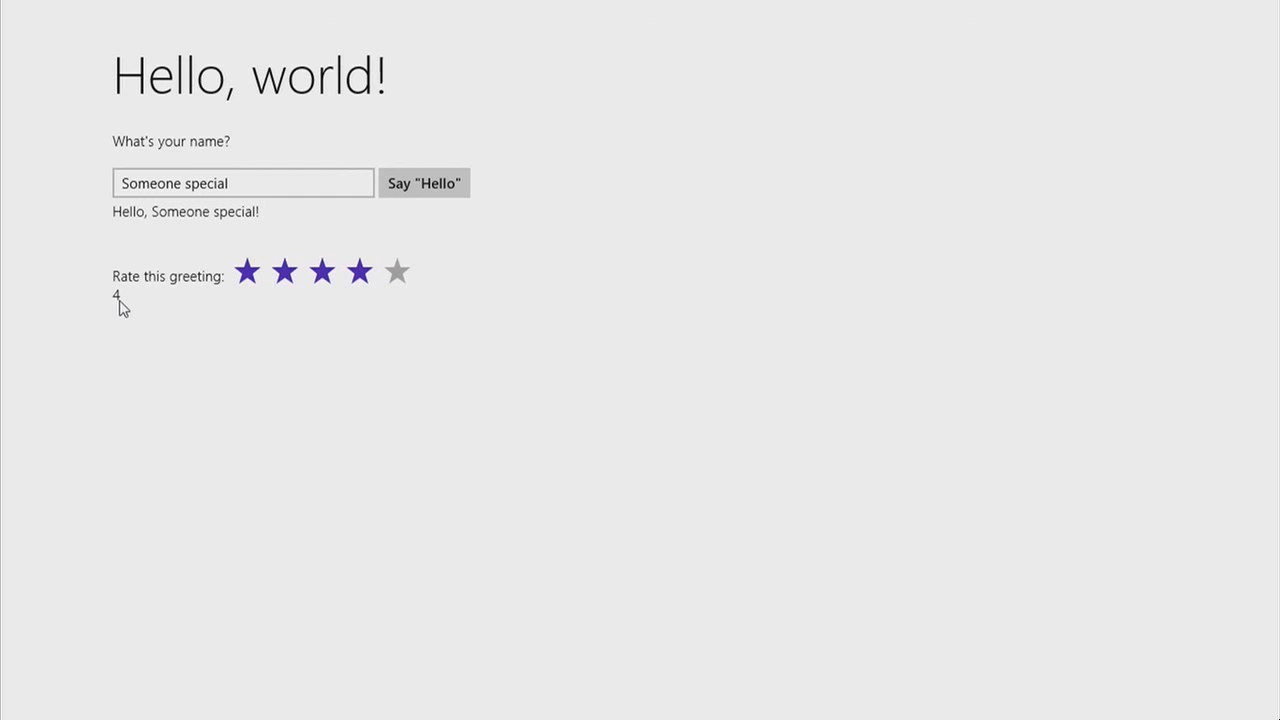 Hello, world!
What's your name?
Someone special
Say "Hello"
Hello, Someone special!
Rate this greeting:
4